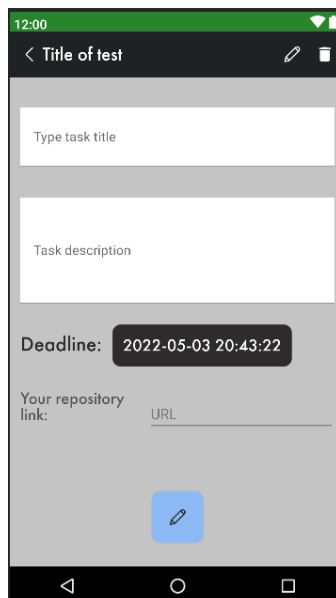 12:00
Title of test
Type task title
Task description
Deadline: 2022-05-03 20:43:22
Your repository
link:
URL